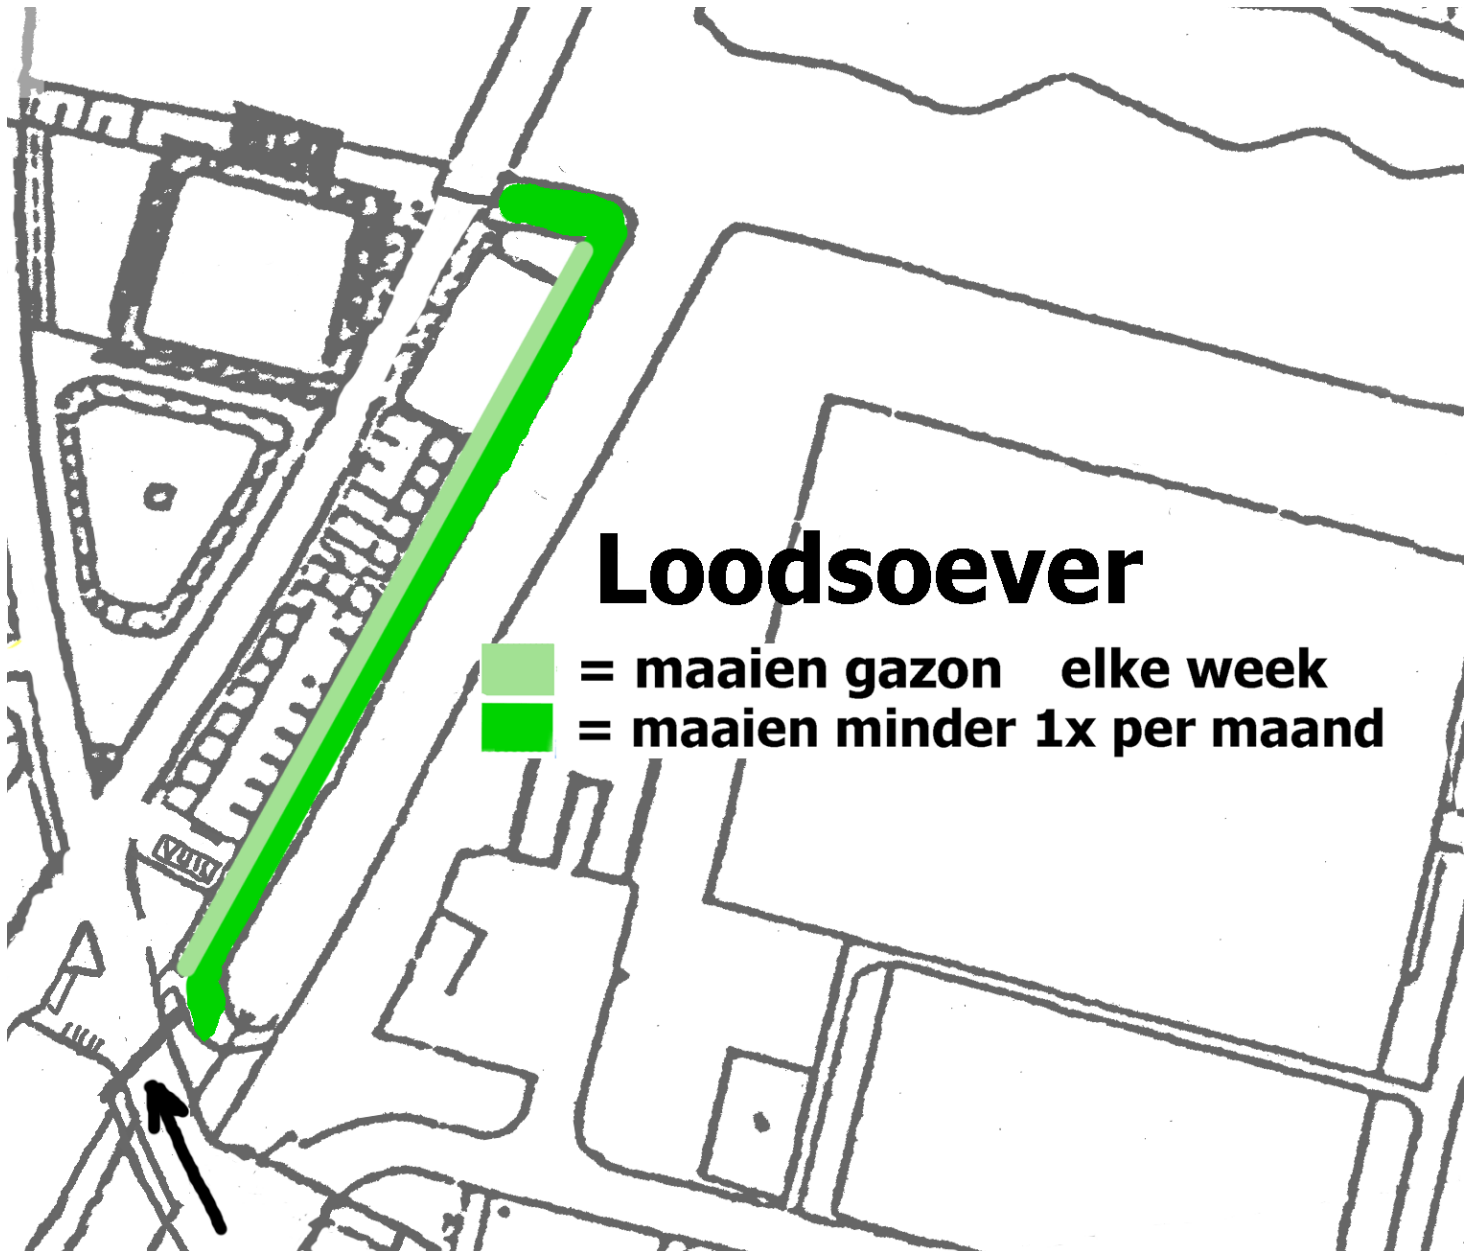 Loodsoever
= maaien gazon elke week
= maaien minder 1x per maand